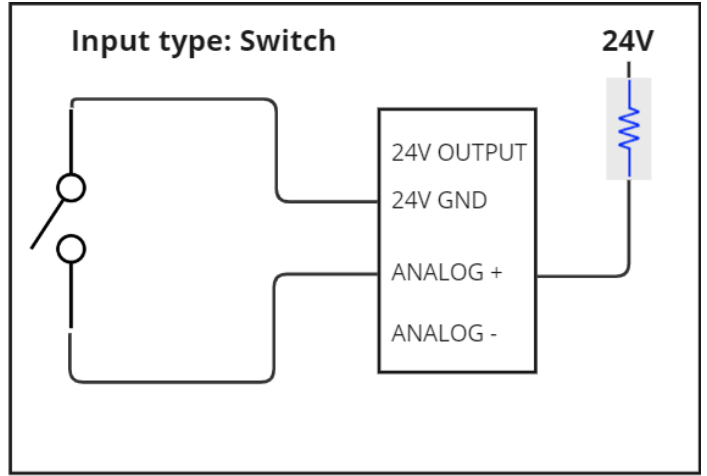 Input type: Switch
24V
24V OUTPUT
24V GND
ANALOG +
ANALOG -